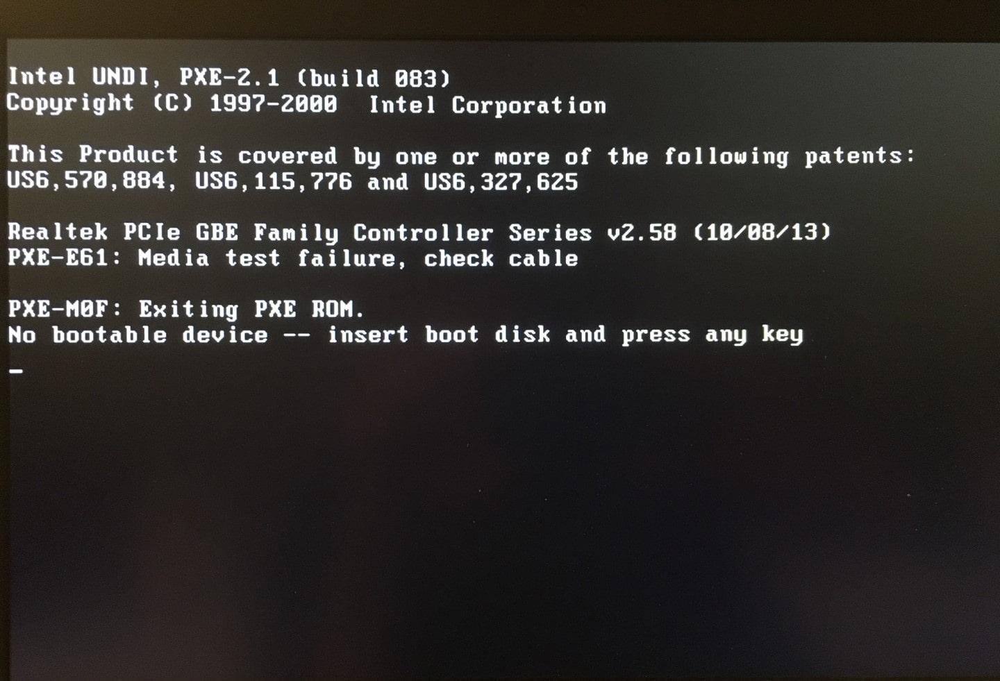 Intel UNDI, PXE-2.1 (build 083)
Copyright (C) 1997-2000  Intel Corporation
This Product is covered by one or more of the following patents:
US6,570,884, US6,115,776 and US6,327,625
Realtek PCIe GBE Family Controller Series v2.58 (10/08/13)
PXE-E61: Media test failure, check cable
PXE-M0F: Exiting PXE ROM.
No bootable device -- insert boot disk and press any key
_